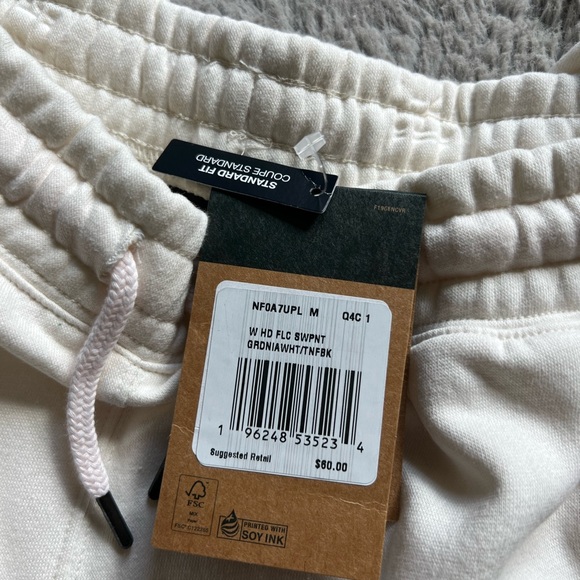 STANDARD FIT
COUPE STANDARD
NF0A7UPL M Q4C 1
W HD FLC SWPNT
GRDNIAWHT/TNFBK
1 96248 53523 4
Suggested Retail $60.00
FSC
PRINTED WITH
SOY INK